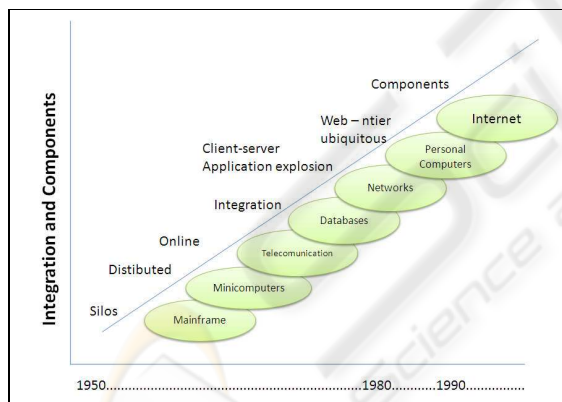 Integration and Components
Components
Web – ntier
ubiquitous
Client-server
Application explosion
Integration
Online
Distibuted
Silos
Internet
Personal
Computers
Networks
Databases
Telecomunication
Minicomputers
Mainframe
1950..................................................................1980..............1990..................
Science a